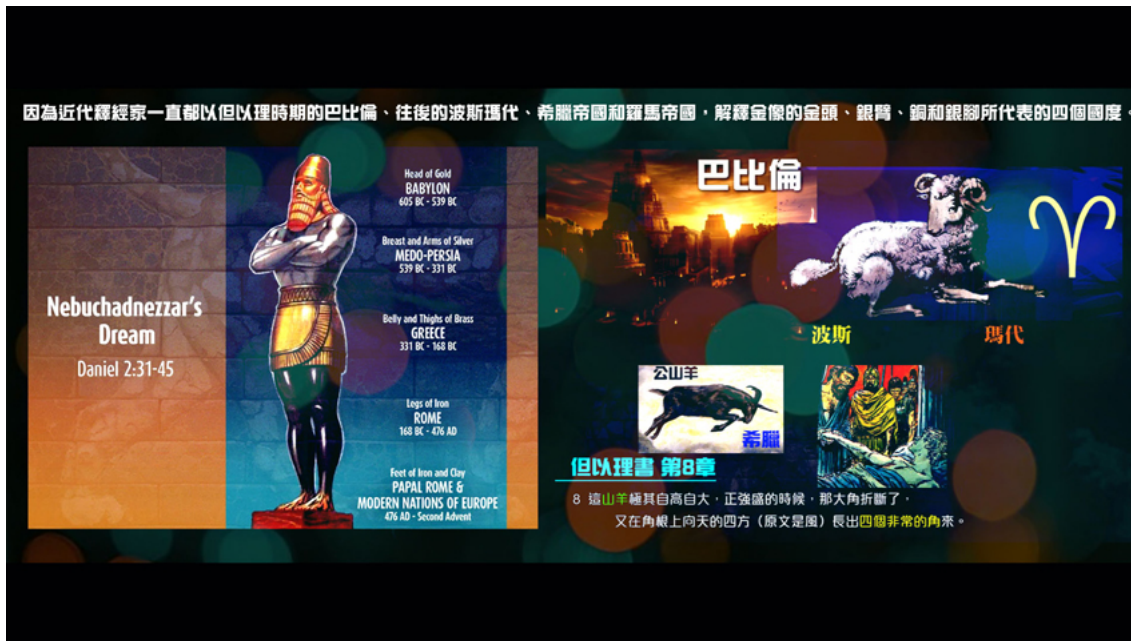 因為近代釋經家一直都以但以理時期的巴比倫、往後的波斯瑪代、希臘帝國和羅馬帝國，解釋金像的金頭、銀臂、銅和銀腳所代表的四個國度。
Nebuchadnezzar's
Dream
Daniel 2:31-45
Head of Gold
BABYLON
605 BC - 539 BC
Breast and Arms of Silver
MEDO-PERSIA
539 BC - 331 BC
Belly and Thighs of Brass
GREECE
331 BC - 168 BC
Legs of Iron
ROME
168 BC - 476 AD
Feet of Iron and Clay
PAPAL ROME &
MODERN NATIONS OF EUROPE
476 AD - Second Advent
巴比倫
波斯 瑪代
公山羊
希臘
但以理書 第8章
8 這山羊極其自高自大，正強盛的時候，那大角折斷了，
又在角根上向天的四方（原文是風）長出四個非常的角來。